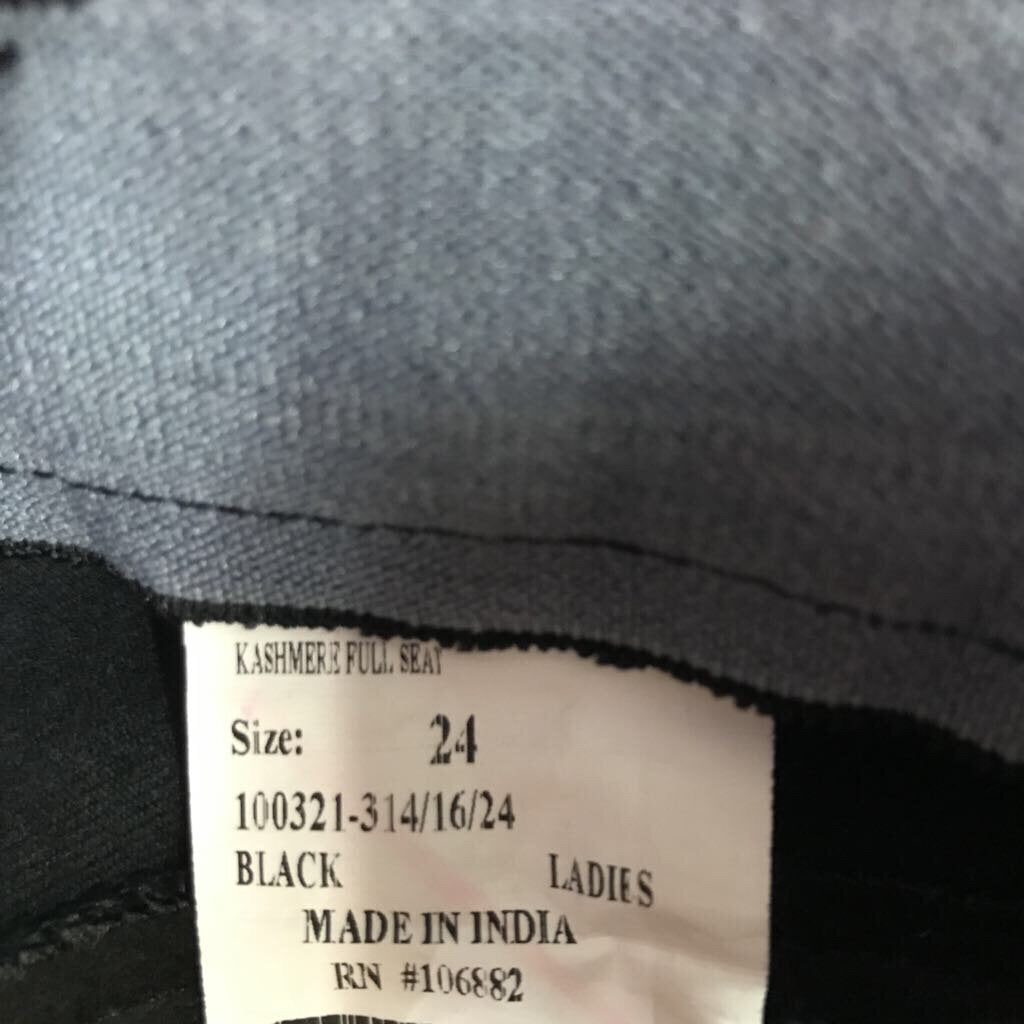 KASHMERE FULL SEAT
Size: 24
100321-314/16/24
BLACK LADIES
MADE IN INDIA
RN #106882